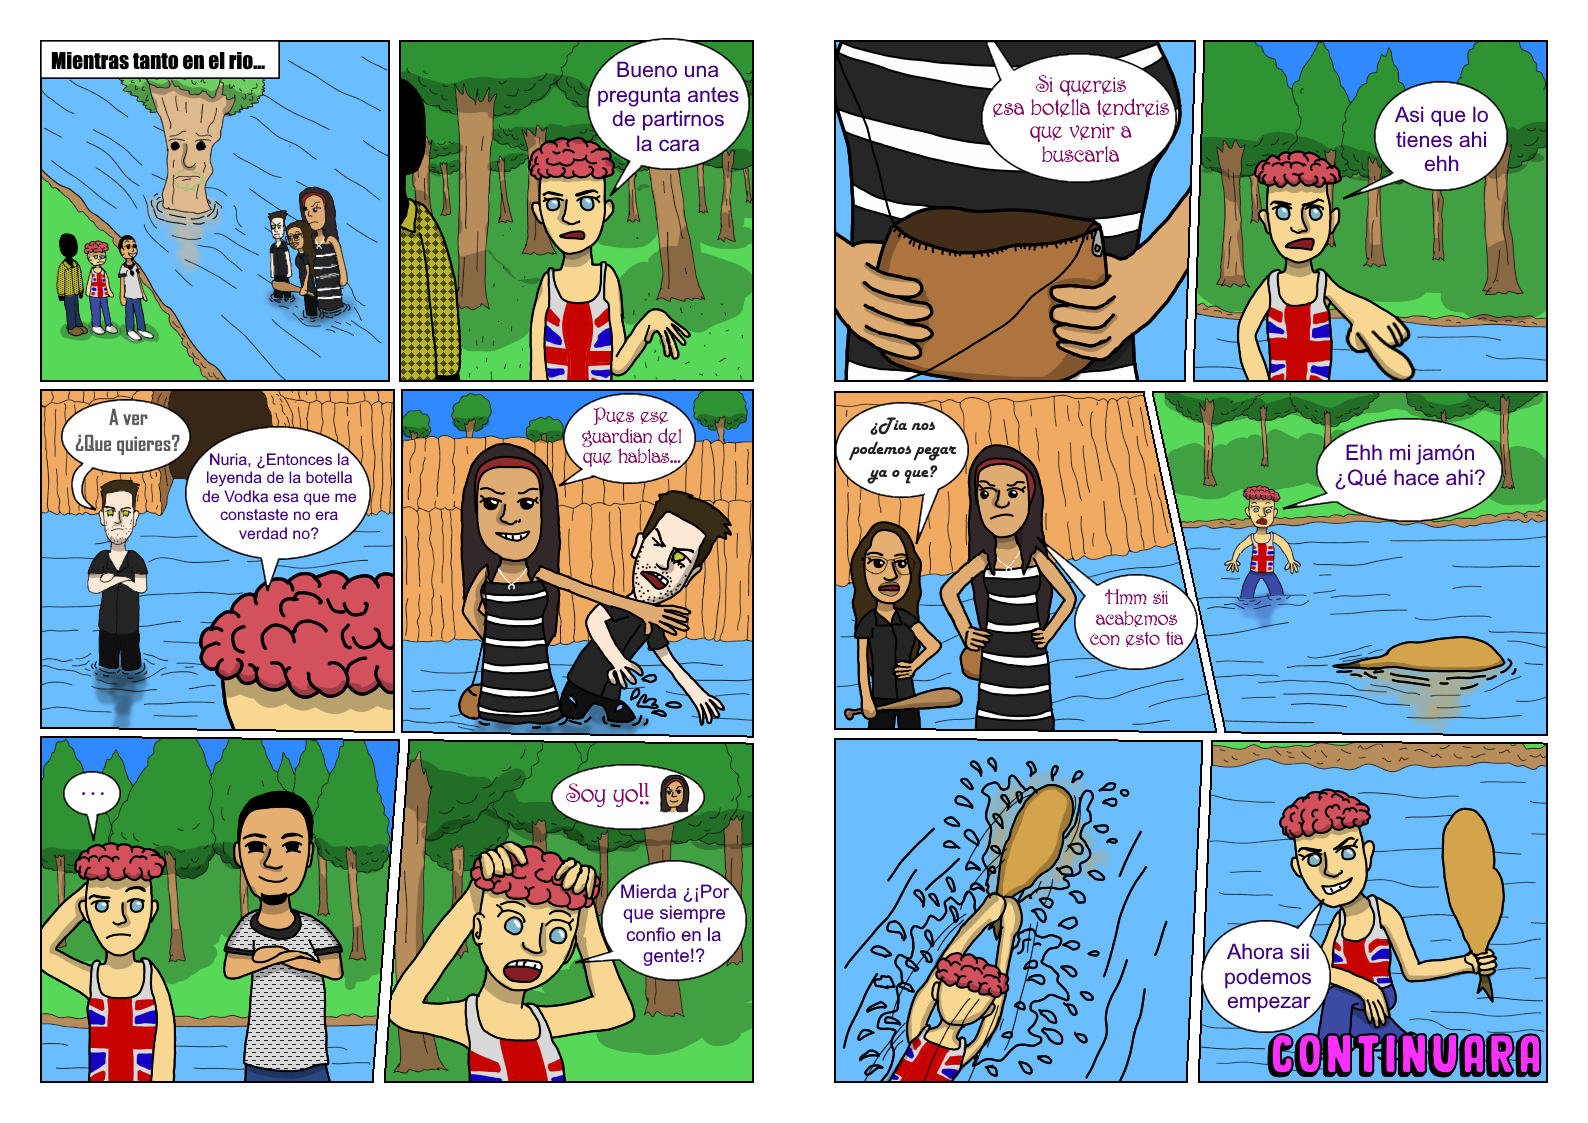 Mientras tanto en el rio...
Bueno una
pregunta antes
de partirnos
la cara
A ver
¿Que quieres?
Nuria, ¿Entonces la
leyenda de la botella
de Vodka esa que me
constaste no era
verdad no?
Pues ese
guardian del
que hablas...
...
Soy yo!!
Mierda ¿¡Por
que siempre
confio en la
gente!?
Si quereis
esa botella tendreis
que venir a
buscarla
Asi que lo
tienes ahi
ehh
¿Tia nos
podemos pegar
ya o que?
Hmm sii
acabemos
con esto tia
Ehh mi jamón
¿Qué hace ahi?
Ahora sii
podemos
empezar
CONTINUARA